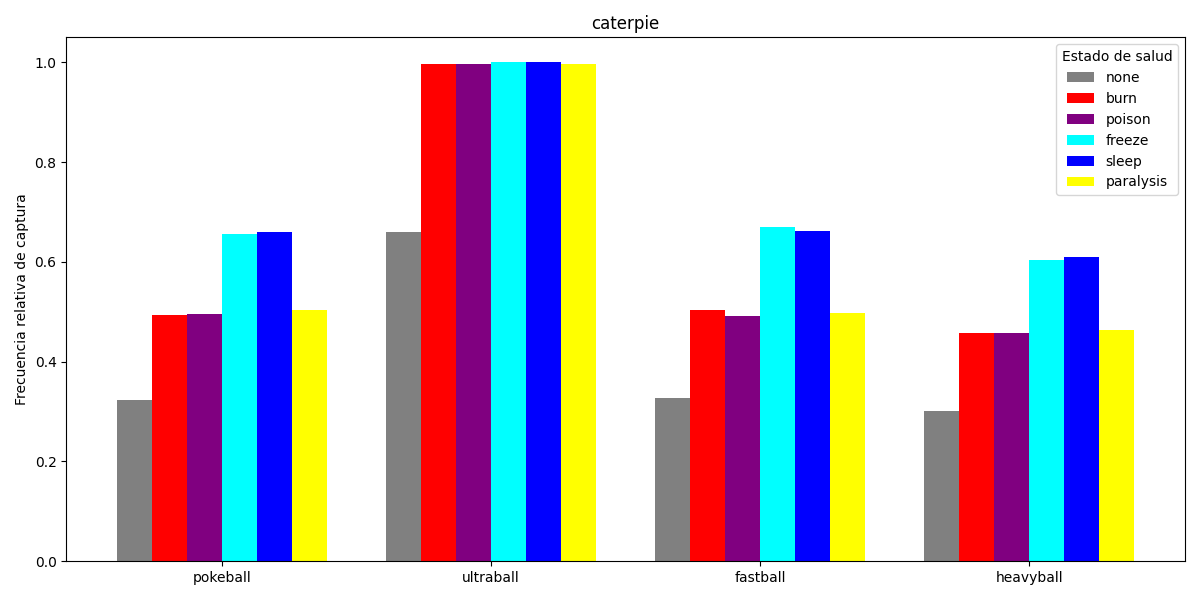 caterpie
Frecuencia relativa de captura
1.0
0.8
0.6
0.4
0.2
0.0
Estado de salud
none
burn
poison
freeze
sleep
paralysis
pokeball
ultraball
fastball
heavyball